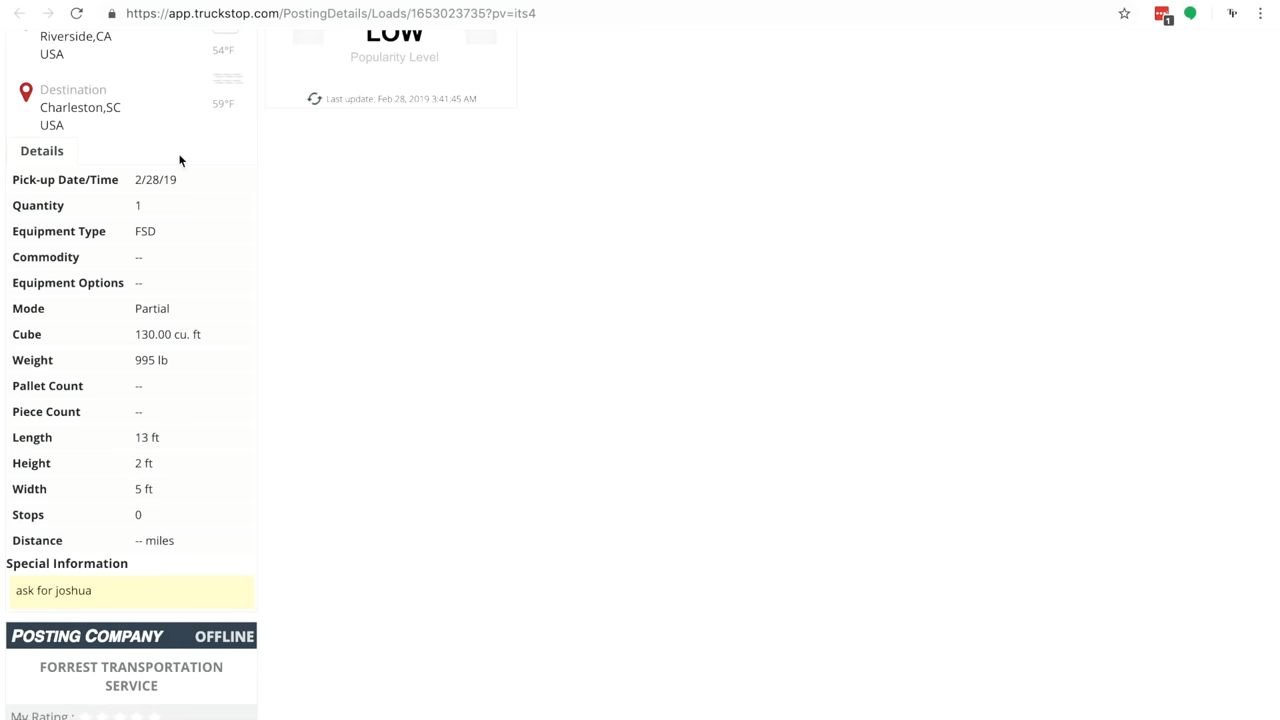 https://app.truckstop.com/PostingDetails/Loads/1653023735?pv=its4
1
Tp
Riverside,CA
USA
54°F
Destination
Charleston,SC
USA
59°F
LOW
Popularity Level
Last update: Feb 28, 2019 3:41:45 AM
Details
Pick-up Date/Time 2/28/19
Quantity 1
Equipment Type FSD
Commodity --
Equipment Options --
Mode Partial
Cube 130.00 cu. ft
Weight 995 lb
Pallet Count --
Piece Count --
Length 13 ft
Height 2 ft
Width 5 ft
Stops 0
Distance -- miles
Special Information
ask for joshua
POSTING COMPANY OFFLINE
FORREST TRANSPORTATION
SERVICE
My Rating :